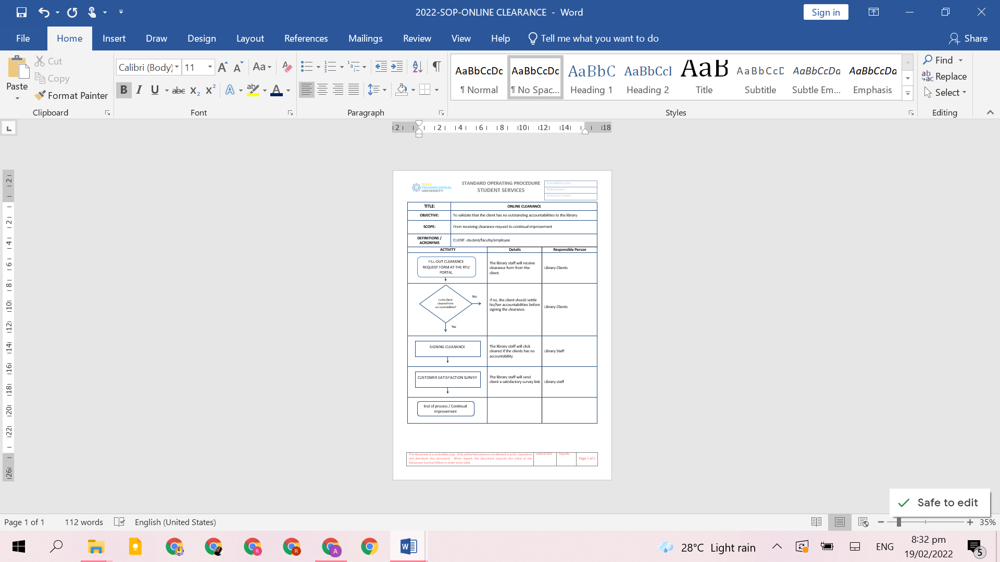 2022-SOP-ONLINE CLEARANCE - Word
Sign in
File Home Insert Draw Design Layout References Mailings Review View Help Tell me what you want to do Share
Paste
Cut
Copy
Format Painter
Clipboard
Calibri (Body) 11
Font
Paragraph
AaBbCcDc AaBbCcDc AaBbC AaBbCcI AaB AaBbCcD AaBbCcDa AaBbCcDa
¶ Normal ¶ No Spac... Heading 1 Heading 2 Title Subtitle Subtle Em... Emphasis
Styles
Find
Replace
Select
Editing
2 2 4 6 8 10 12 14 18
2 2 4 6 8 10 12 14 16 18 20 22 26
RIZAL
TECHNOLOGICAL
UNIVERSITY
STANDARD OPERATING PROCEDURE
STUDENT SERVICES
DOCUMENT CODE
REVISION NO.:
EFFECTIVITY DATE:
TITLE: ONLINE CLEARANCE
OBJECTIVE: To validate that the client has no outstanding accountabilities to the library
SCOPE: From receiving clearance request to continual improvement
DEFINITIONS /
ACRONYMS
CLIENT -student/faculty/employee
ACTIVITY Details Responsible Person
FILL-OUT CLEARANCE
REQUEST FORM AT THE RTU
PORTAL
The library staff will receive
clearance form from the
client.
Library Clients
Is the Client
cleared from
accountabilities?
No
Yes
If no, the client should settle
his/her accountabilities before
signing the clearance.
Library Clients
SIGNING CLEARANCE
The library staff will click
cleared if the clients has no
accountability
Library Staff
CUSTOMER SATISFACTION SURVEY
The library staff will send
client a satisfactory survey link
Library staff
End of process / Continual
Improvement
This document is a controlled copy. Only authorized persons are allowed to print, reproduce
and distribute this document. When issued, this document requires the initial of the
Document Control Officer in order to be valid.
Initial of DCO
Copy No.
Page 1 of 1
Safe to edit
Page 1 of 1 112 words English (United States) 35%
28°C Light rain
ENG
8:32 pm
19/02/2022
5